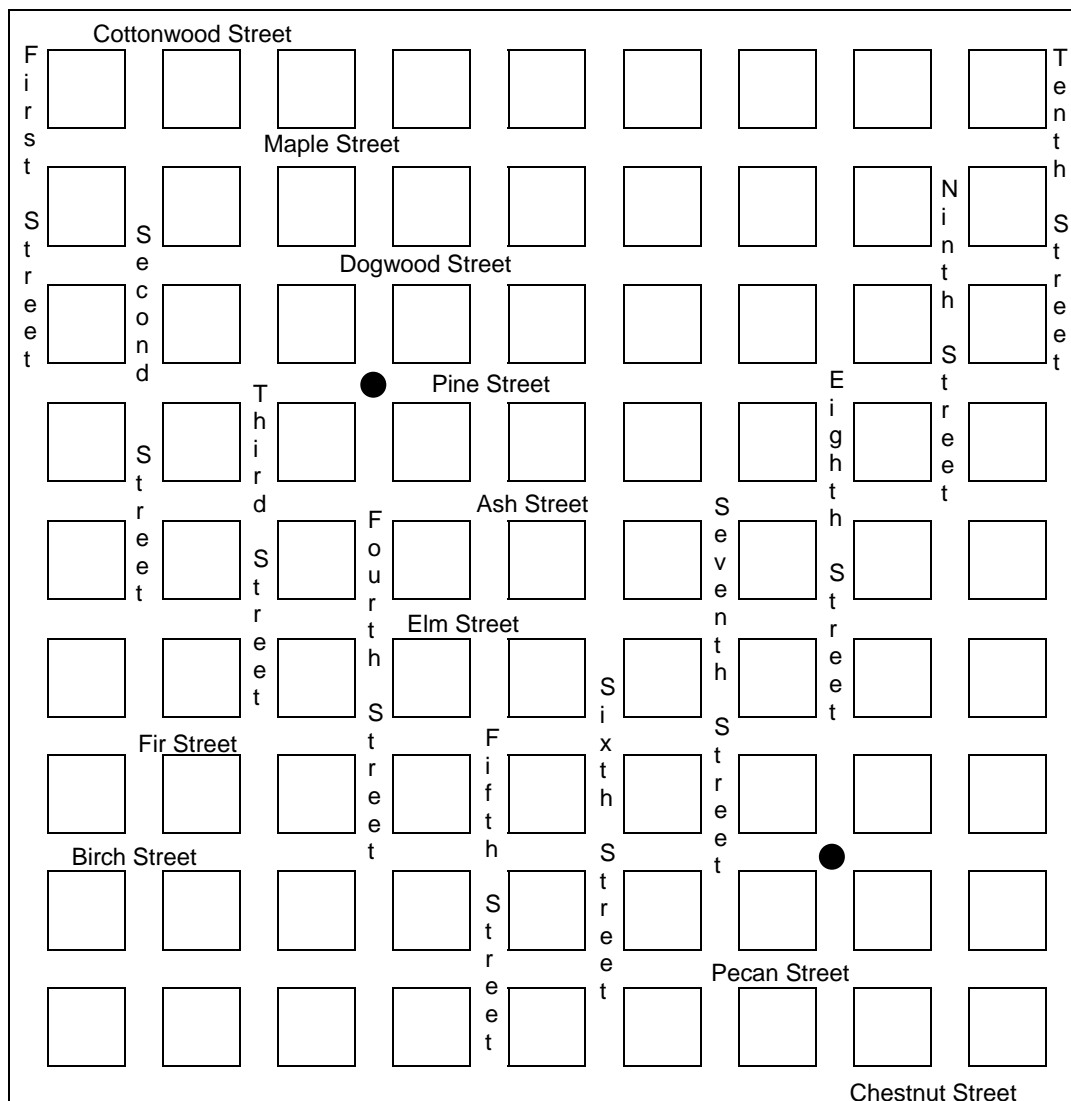 Cottonwood Street
First Street
Tenth Street
Maple Street
Ninth Street
Second Street
Dogwood Street
Eighth Street
Pine Street
Third Street
Ash Street
Seventh Street
Fourth Street
Elm Street
Sixth Street
Fifth Street
Fir Street
Birch Street
Pecan Street
Chestnut Street